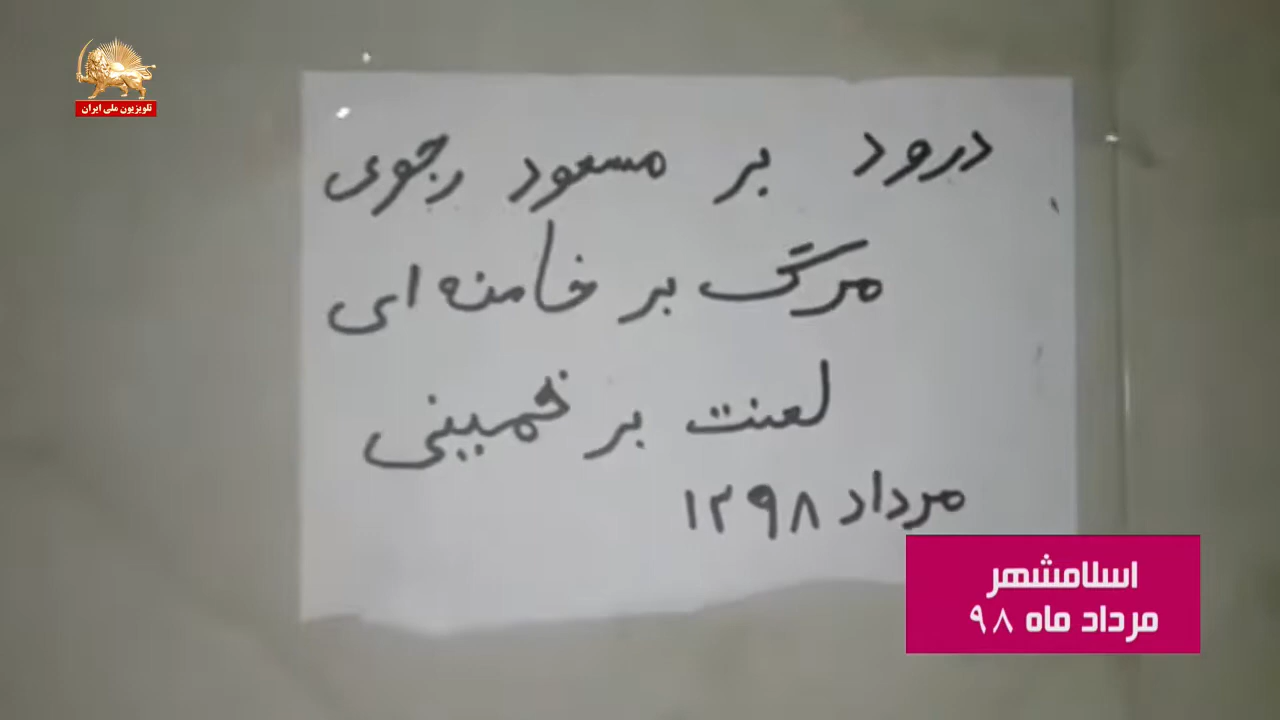 تلویزیون ملی ایران
درود بر مسعود رجوی
مرگ بر خامنه ای
لعنت بر خمینی
مرداد ۱۳۹۸
اسلامشهر
مرداد ماه ۹۸